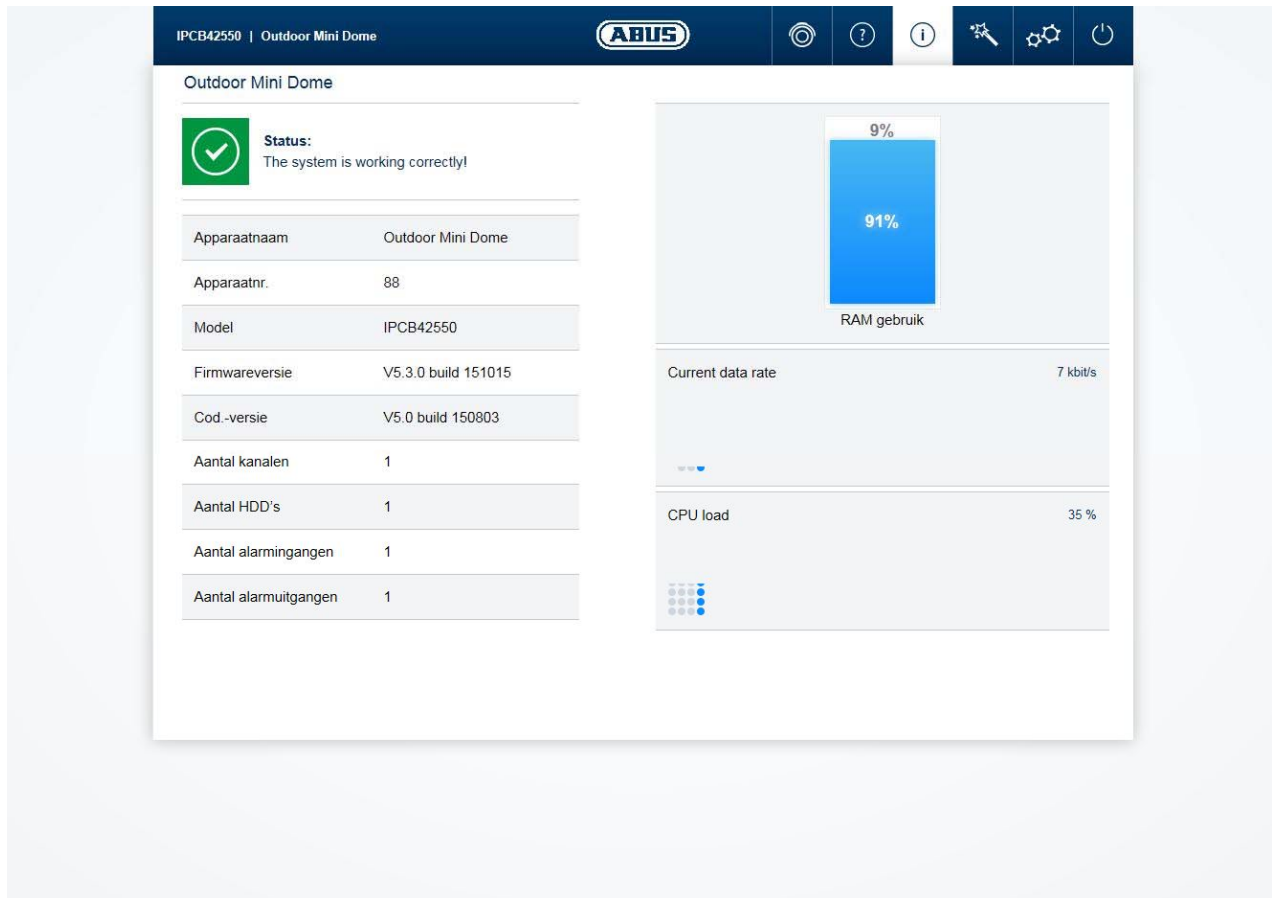 IPCB42550 | Outdoor Mini Dome
ABUS
Outdoor Mini Dome
Status:
The system is working correctly!
Apparaatnaam Outdoor Mini Dome
Apparaatnr. 88
Model IPCB42550
Firmwareversie V5.3.0 build 151015
Cod.-versie V5.0 build 150803
Aantal kanalen 1
Aantal HDD's 1
Aantal alarmingangen 1
Aantal alarmuitgangen 1
9%
91%
RAM gebruik
Current data rate 7 kbit/s
CPU load 35 %